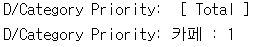 D/Category Priority:  [ Total ]
D/Category Priority: 카페 : 1